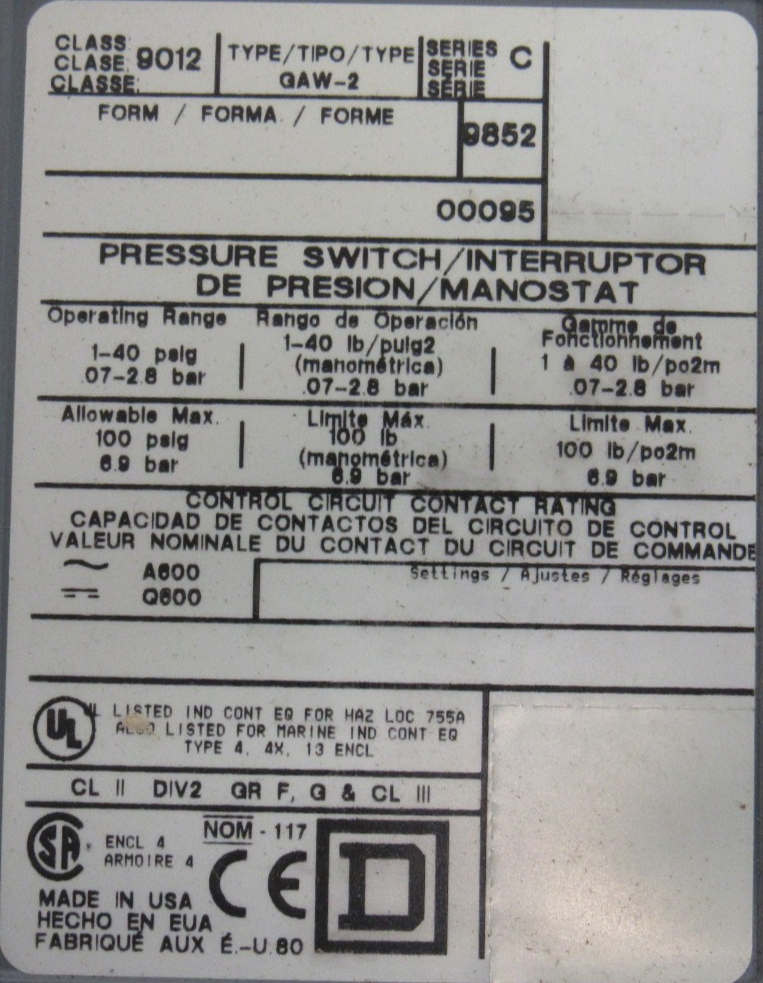 CLASS
CLASE 9012
CLASSE
TYPE/TIPO/TYPE
GAW-2
SERIES
SERIE C
SÉRIE
FORM / FORMA / FORME
9852
00095
PRESSURE SWITCH/INTERRUPTOR
DE PRESION/MANOSTAT
Operating Range
1-40 psig
.07-2.8 bar
Rango de Operación
1-40 lb/pulg2
(manométrica)
.07-2.8 bar
Gamme de
Fonctionnement
1 à 40 lb/po2m
.07-2.8 bar
Allowable Max.
100 psig
6.9 bar
Límite Máx.
100 lb
(manométrica)
6.9 bar
Limite Max.
100 lb/po2m
6.9 bar
CONTROL CIRCUIT CONTACT RATING
CAPACIDAD DE CONTACTOS DEL CIRCUITO DE CONTROL
VALEUR NOMINALE DU CONTACT DU CIRCUIT DE COMMANDE
A600
Q600
Settings / Ajustes / Réglages
UL
UL LISTED IND CONT EQ FOR HAZ LOC 755A
ALSO LISTED FOR MARINE IND CONT EQ
TYPE 4, 4X, 13 ENCL
CL II DIV2 GR F, G & CL III
SA ®
ENCL 4
ARMOIRE 4
NOM - 117
CE
D
MADE IN USA
HECHO EN EUA
FABRIQUÉ AUX É.-U.80